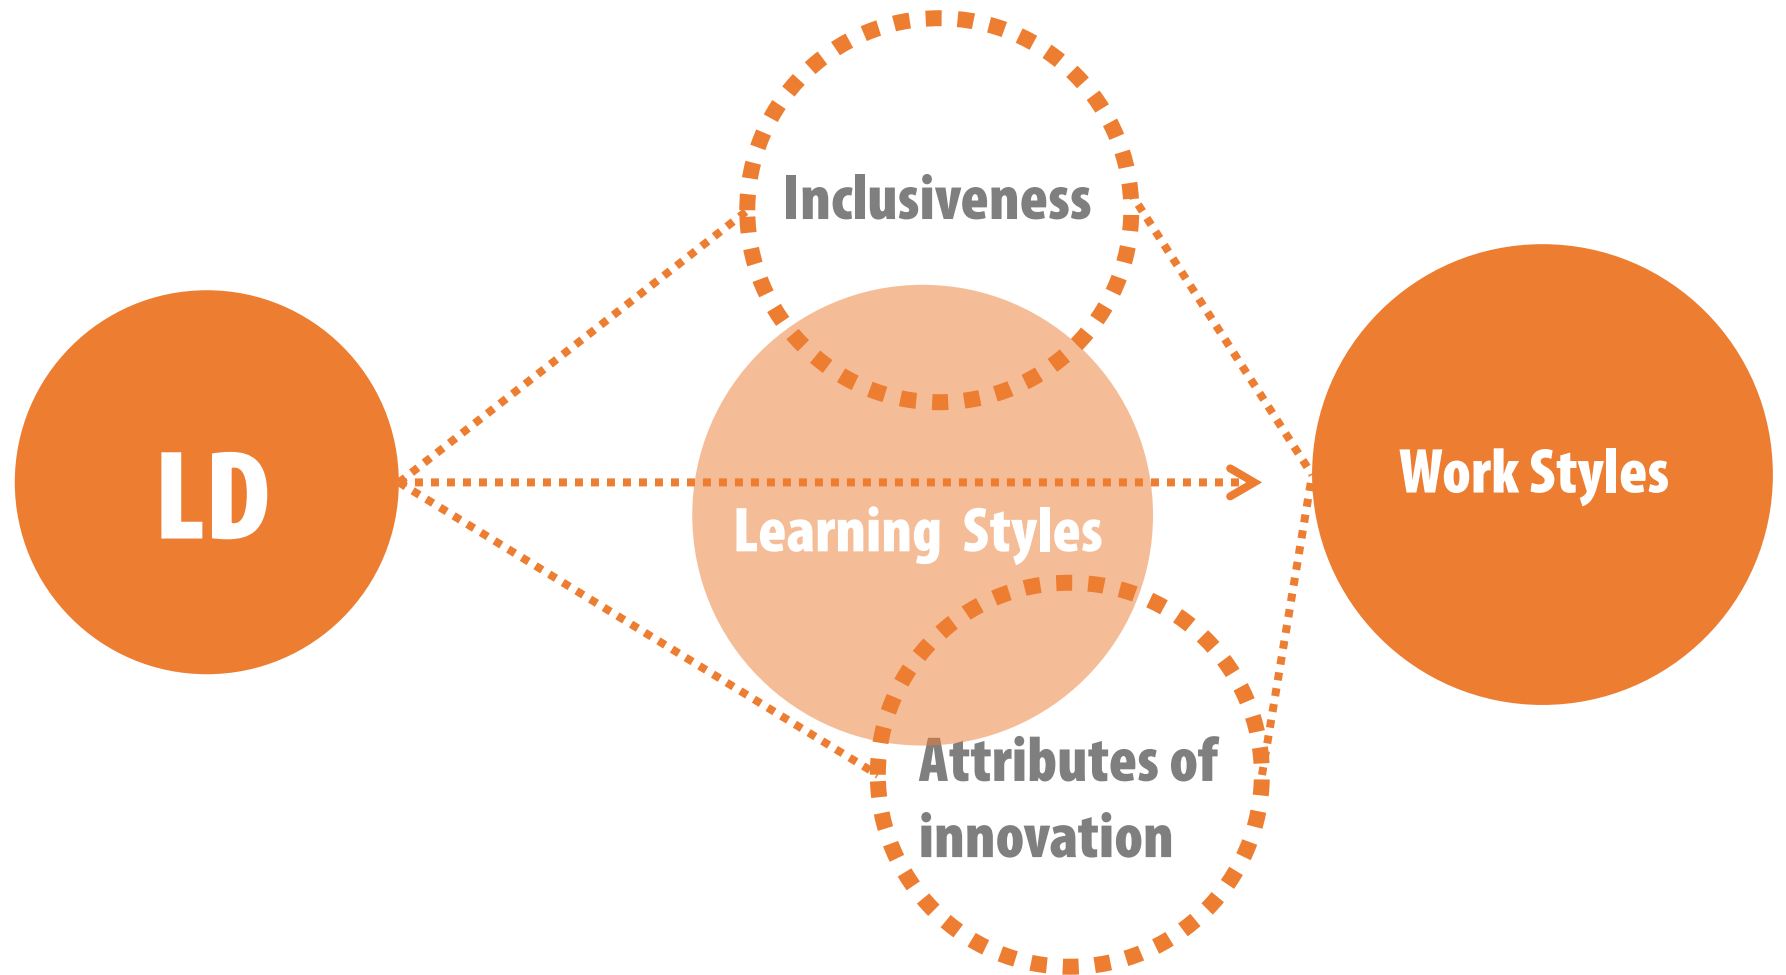 Inclusiveness
LD
Work Styles
Learning Styles
Attributes of
innovation